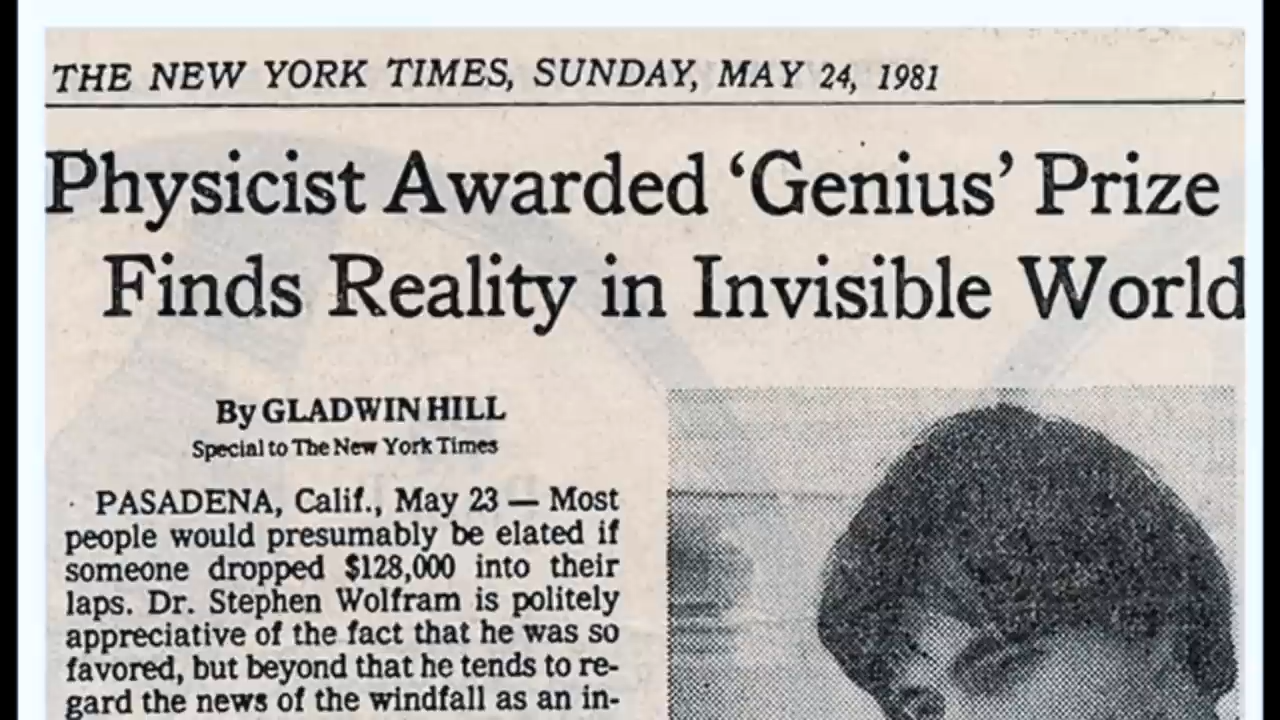 THE NEW YORK TIMES, SUNDAY, MAY 24, 1981
Physicist Awarded ‘Genius’ Prize
Finds Reality in Invisible World
By GLADWIN HILL
Special to The New York Times
PASADENA, Calif., May 23 — Most
people would presumably be elated if
someone dropped $128,000 into their
laps. Dr. Stephen Wolfram is politely
appreciative of the fact that he was so
favored, but beyond that he tends to re-
gard the news of the windfall as an in-